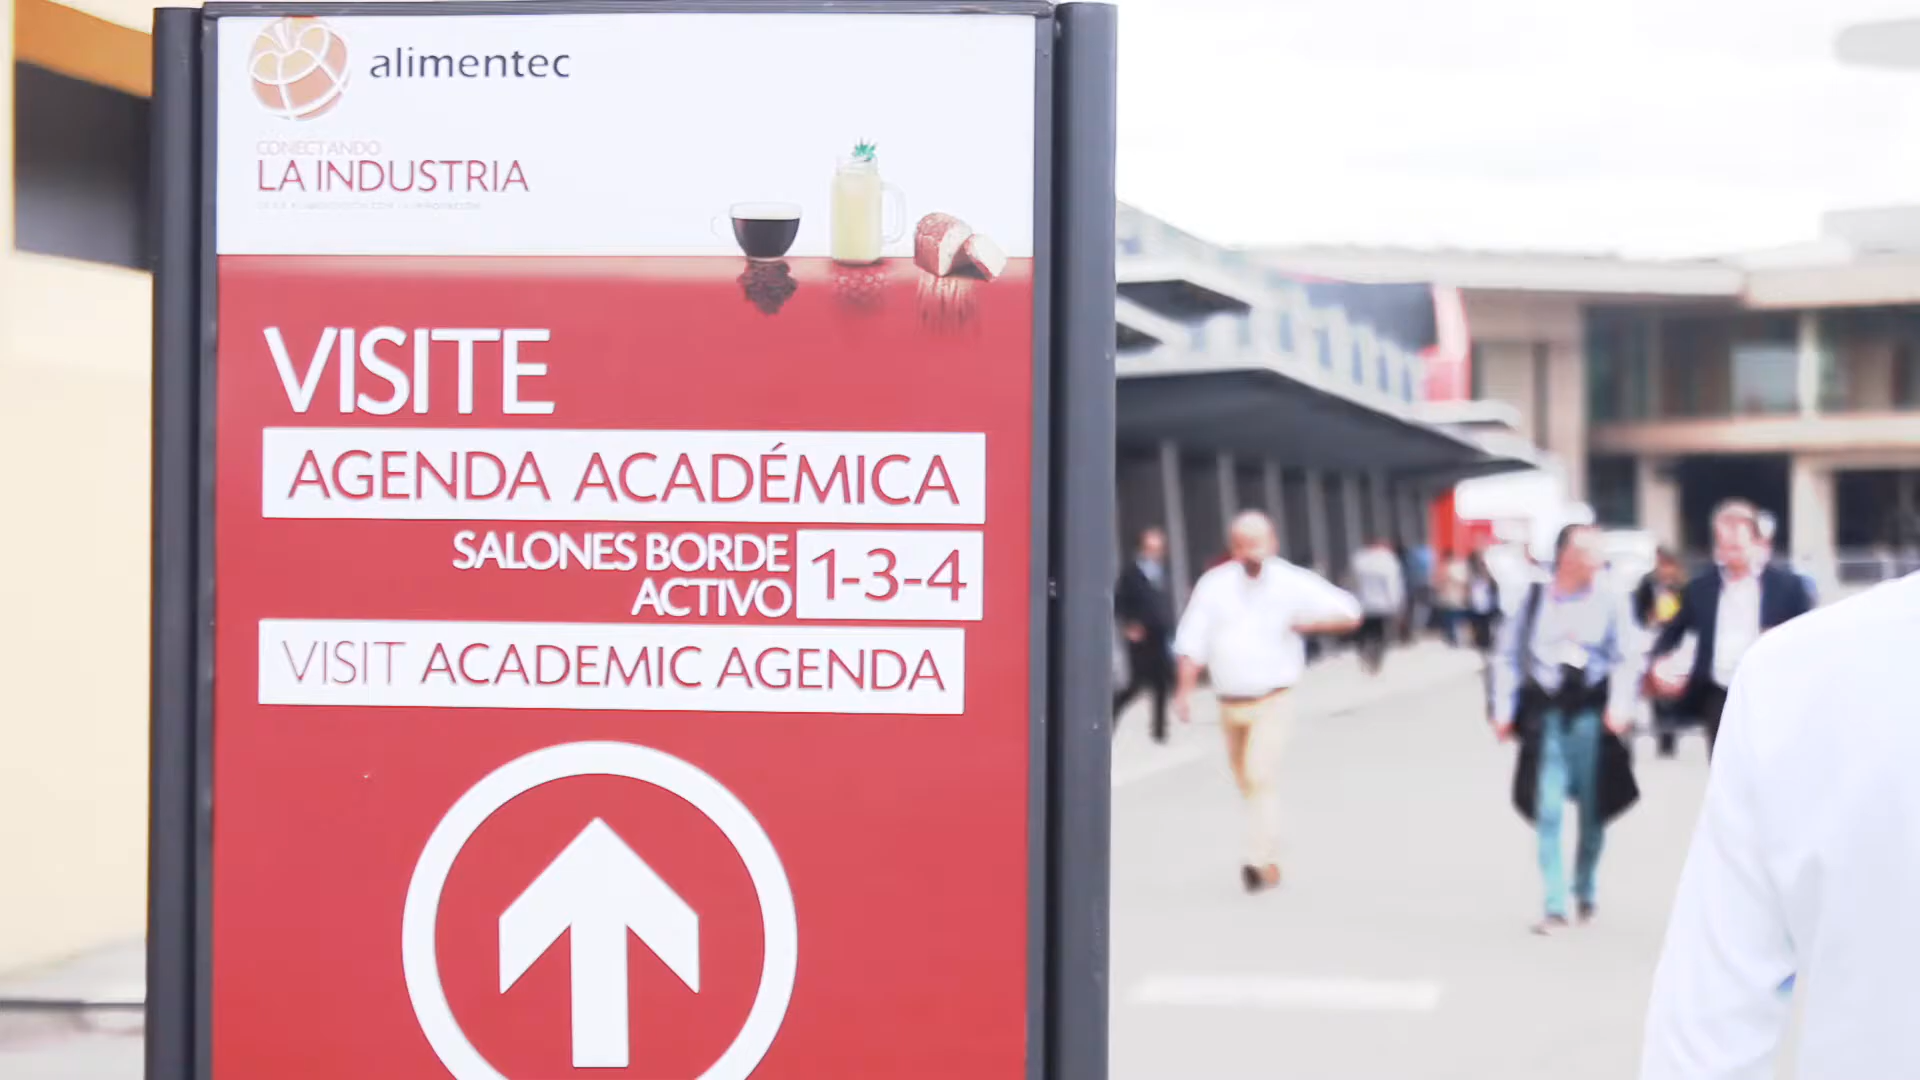 alimentec
CONECTANDO
LA INDUSTRIA
VISITE
AGENDA ACADÉMICA
SALONES BORDE
ACTIVO
1-3-4
VISIT ACADEMIC AGENDA